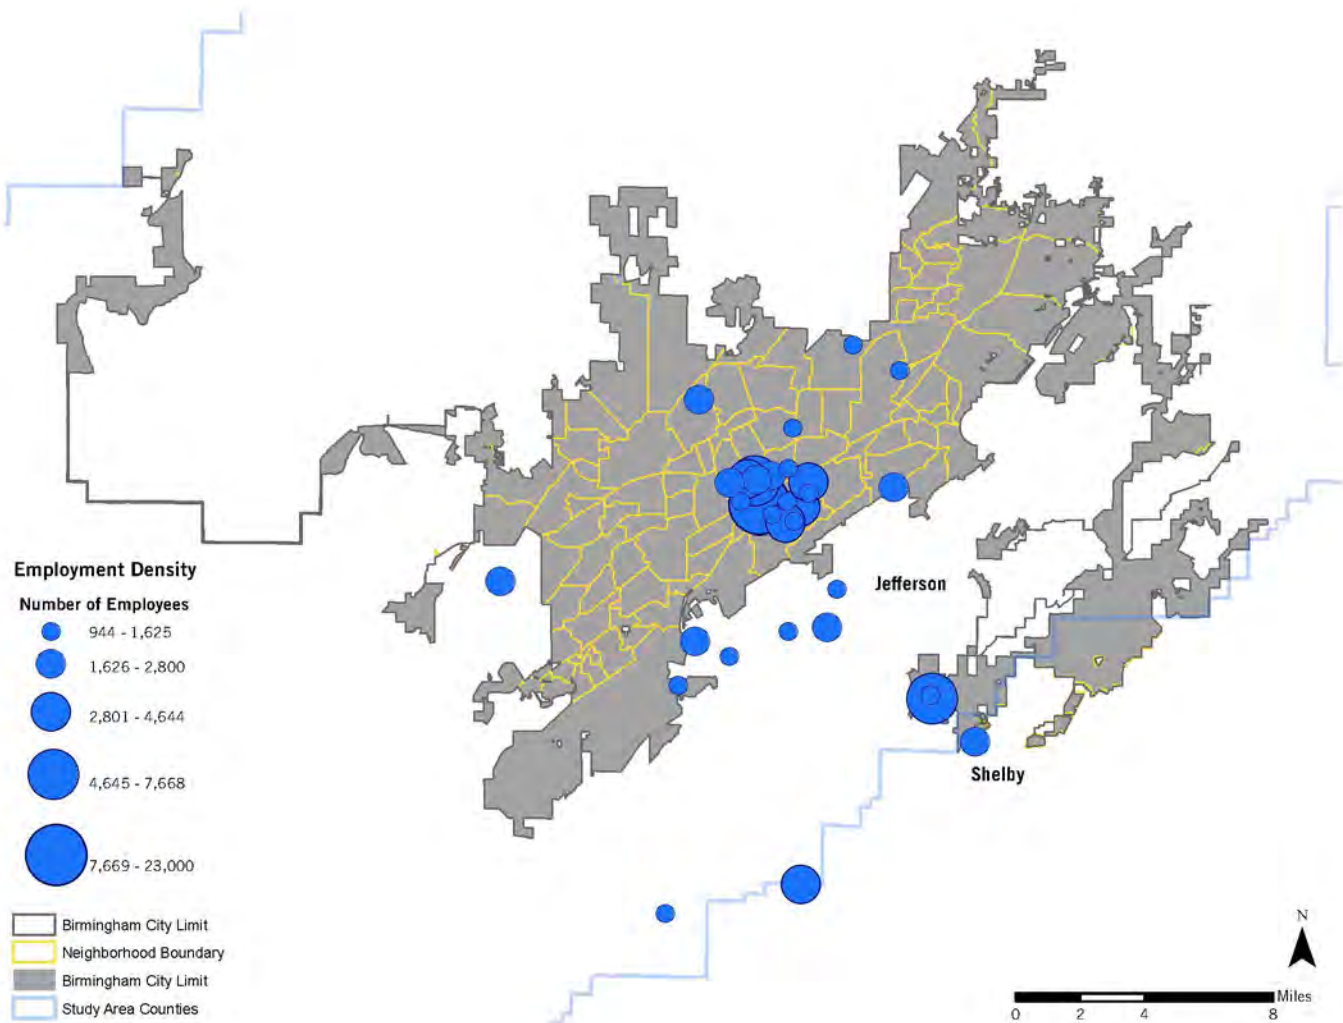 Jefferson
Shelby
Employment Density
Number of Employees
944 - 1,625
1,626 - 2,800
2,801 - 4,644
4,645 - 7,668
7,669 - 23,000
Birmingham City Limit
Neighborhood Boundary
Birmingham City Limit
Study Area Counties
N
Miles
0 2 4 8